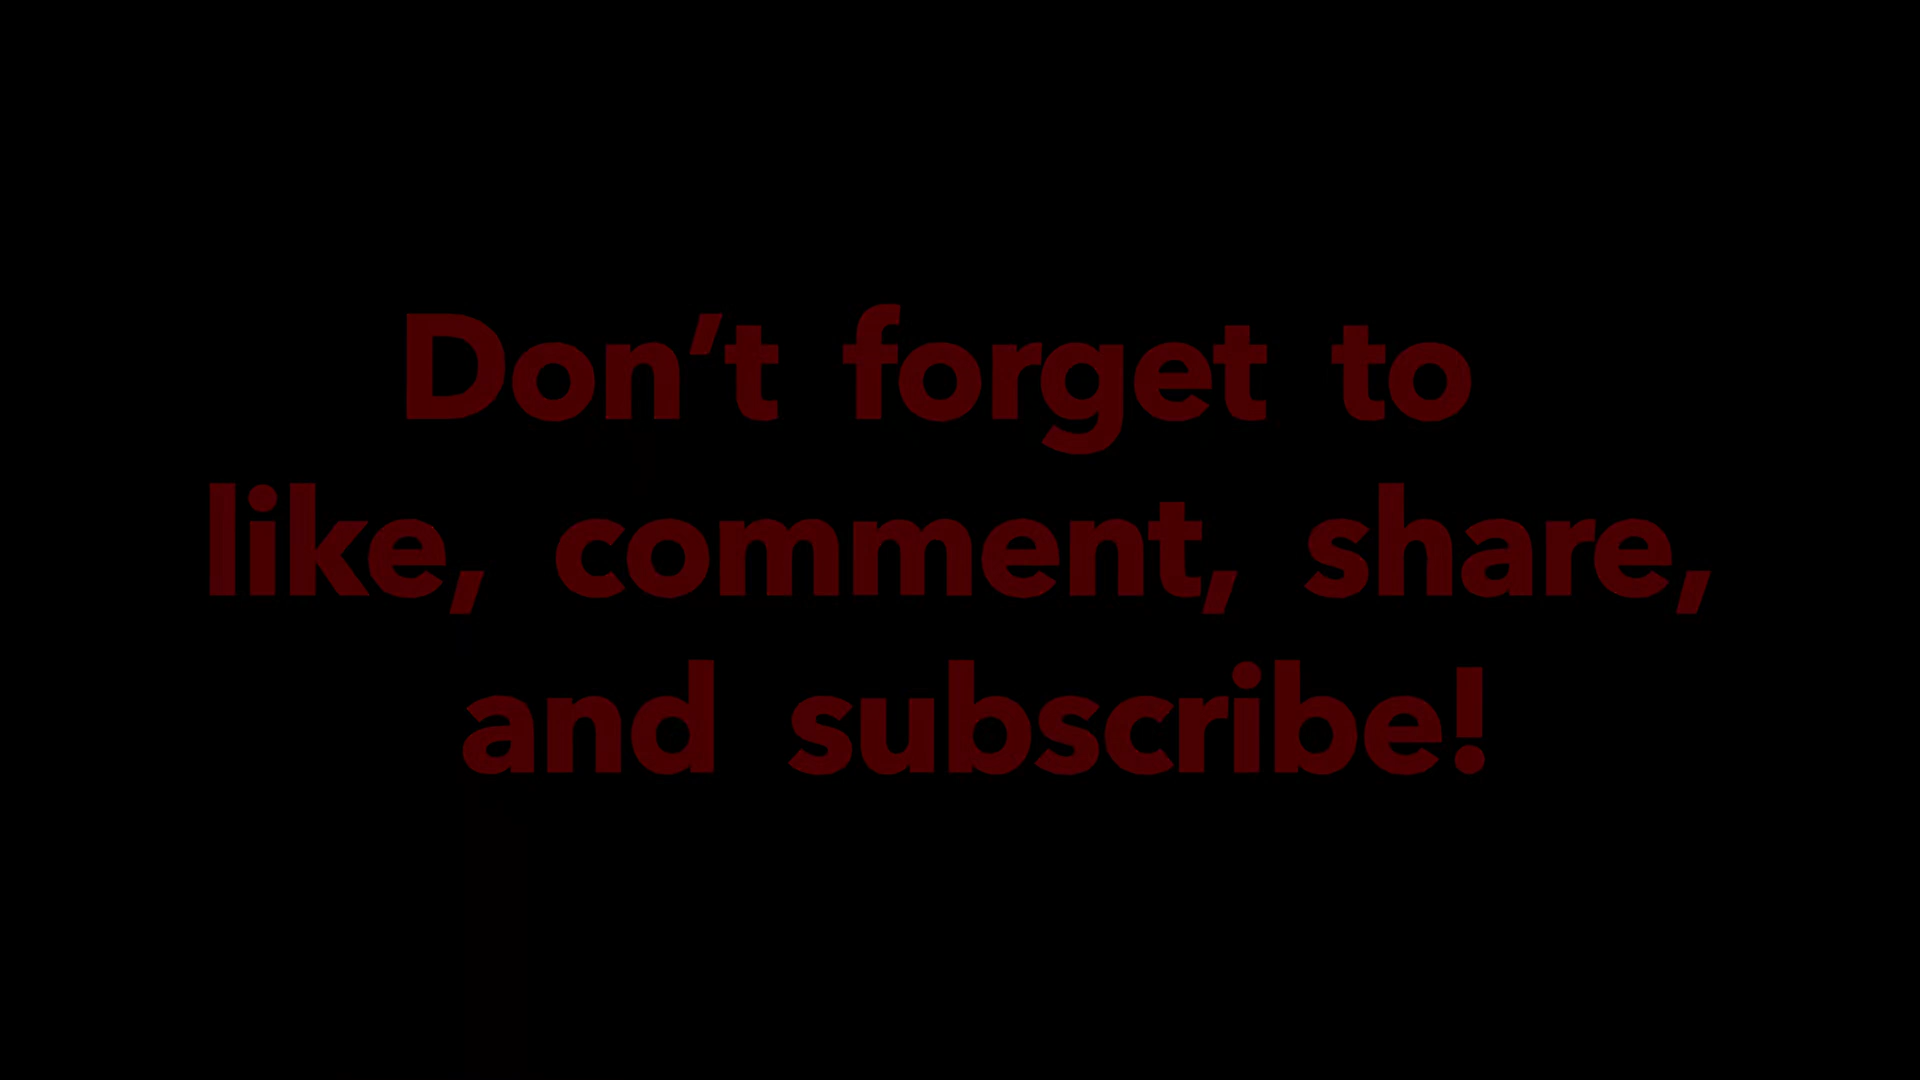 Don’t forget to
like, comment, share,
and subscribe!